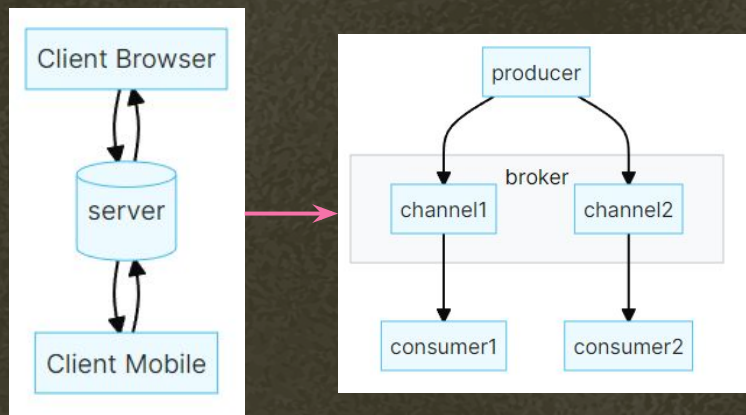 Client Browser
server
Client Mobile
producer
broker
channel1
channel2
consumer1
consumer2